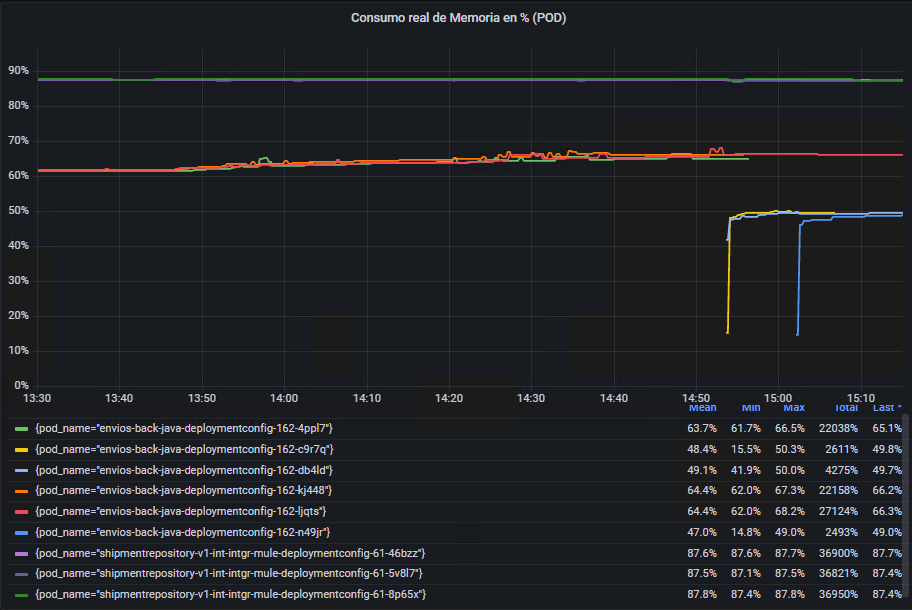 Consumo real de Memoria en % (POD)
90%
80%
70%
60%
50%
40%
30%
20%
10%
0%
13:30 13:40 13:50 14:00 14:10 14:20 14:30 14:40 14:50 15:00 15:10
Mean Min Max Total Last
{pod_name="envios-back-java-deploymentconfig-162-4ppl7"} 63.7% 61.7% 66.5% 22038% 65.1%
{pod_name="envios-back-java-deploymentconfig-162-c9r7q"} 48.4% 15.5% 50.3% 2611% 49.8%
{pod_name="envios-back-java-deploymentconfig-162-db4ld"} 49.1% 41.9% 50.0% 4275% 49.7%
{pod_name="envios-back-java-deploymentconfig-162-kj448"} 64.4% 62.0% 67.3% 22158% 66.2%
{pod_name="envios-back-java-deploymentconfig-162-ljqts"} 64.4% 62.0% 68.2% 27124% 66.3%
{pod_name="envios-back-java-deploymentconfig-162-n49jr"} 47.0% 14.8% 49.0% 2493% 49.0%
{pod_name="shipmentrepository-v1-int-intgr-mule-deploymentconfig-61-46bzz"} 87.6% 87.6% 87.7% 36900% 87.7%
{pod_name="shipmentrepository-v1-int-intgr-mule-deploymentconfig-61-5v8l7"} 87.5% 87.1% 87.5% 36821% 87.4%
{pod_name="shipmentrepository-v1-int-intgr-mule-deploymentconfig-61-8p65x"} 87.8% 87.4% 87.8% 36950% 87.4%